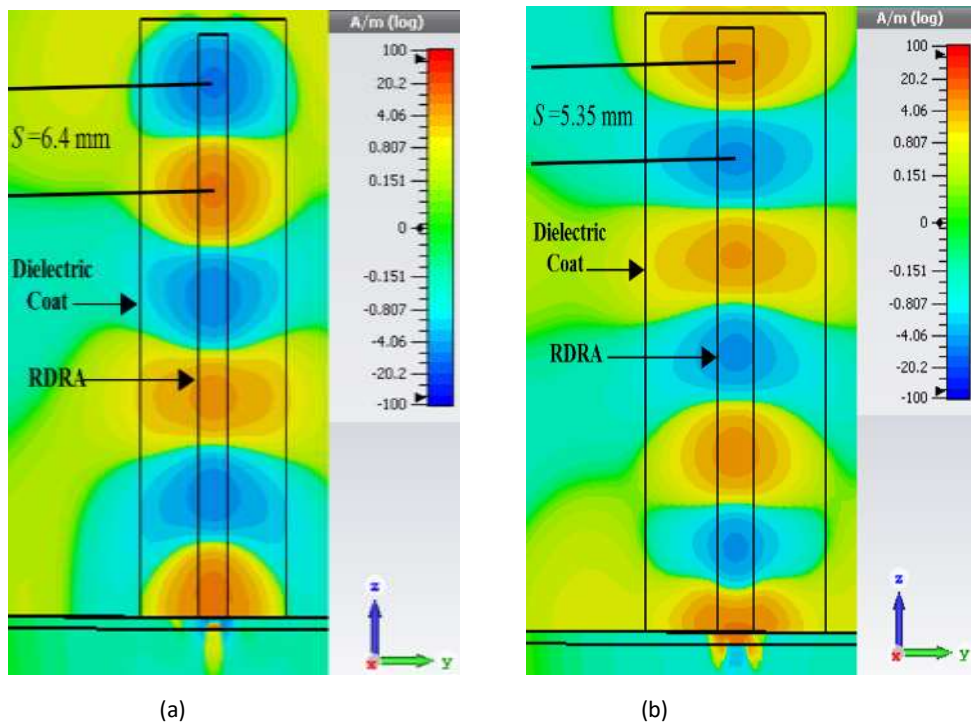 A/m (log)
100
20.2
4.06
0.807
0.151
0
-0.151
-0.807
-4.06
-20.2
-100
S =6.4 mm
Dielectric
Coat
RDRA
z
x
y
(a)
A/m (log)
100
20.2
4.06
0.807
0.151
0
-0.151
-0.807
-4.06
-20.2
-100
S =5.35 mm
Dielectric
Coat
RDRA
z
x
y
(b)